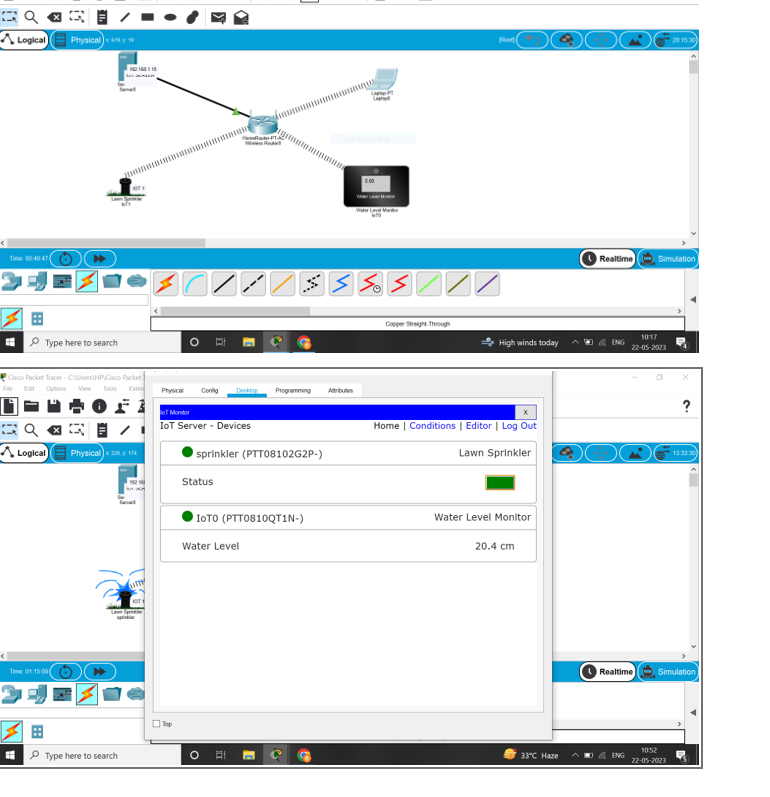 Logical
Physical x: 616, y: 16
[Root]
20:15:30
192.168.1.10
Server0
Laptop-PT
Laptop0
HomeRouter-PT-AC
Wireless Router0
IOT 1
Lawn Sprinkler
IoT1
0.00
Water Level Monitor
Water Level Monitor
IoT0
Time: 00:40:47
Realtime
Simulation
Copper Straight-Through
Type here to search
High winds today
ENG
10:17
22-05-2023
4
Cisco Packet Tracer - C:\Users\HP\Cisco Packet
File Edit Options View Tools Exten
Physical Config Desktop Programming Attributes
IoT Monitor
X
IoT Server - Devices
Home | Conditions | Editor | Log Out
?
Logical
Physical x: 226, y: 174
13:33:30
sprinkler (PTT08102G2P-)
Lawn Sprinkler
Status
IoT0 (PTT0810QT1N-)
Water Level Monitor
Water Level
20.4 cm
Server0
IOT 1
Lawn Sprinkler
sprinkler
Time: 01:15:09
Realtime
Simulation
Top
Type here to search
33°C Haze
ENG
10:52
22-05-2023
5